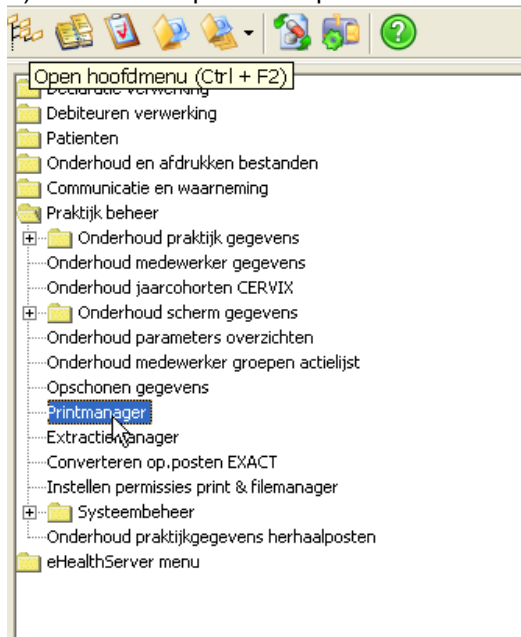 Open hoofdmenu (Ctrl + F2)
Declaratie verwerking
Debiteuren verwerking
Patienten
Onderhoud en afdrukken bestanden
Communicatie en waarneming
Praktijk beheer
Onderhoud praktijk gegevens
Onderhoud medewerker gegevens
Onderhoud jaarcohorten CERVIX
Onderhoud scherm gegevens
Onderhoud parameters overzichten
Onderhoud medewerker groepen actielijst
Opschonen gegevens
Printmanager
Extractiemanager
Converteren op.posten EXACT
Instellen permissies print & filemanager
Systeembeheer
Onderhoud praktijkgegevens herhaalposten
eHealthServer menu